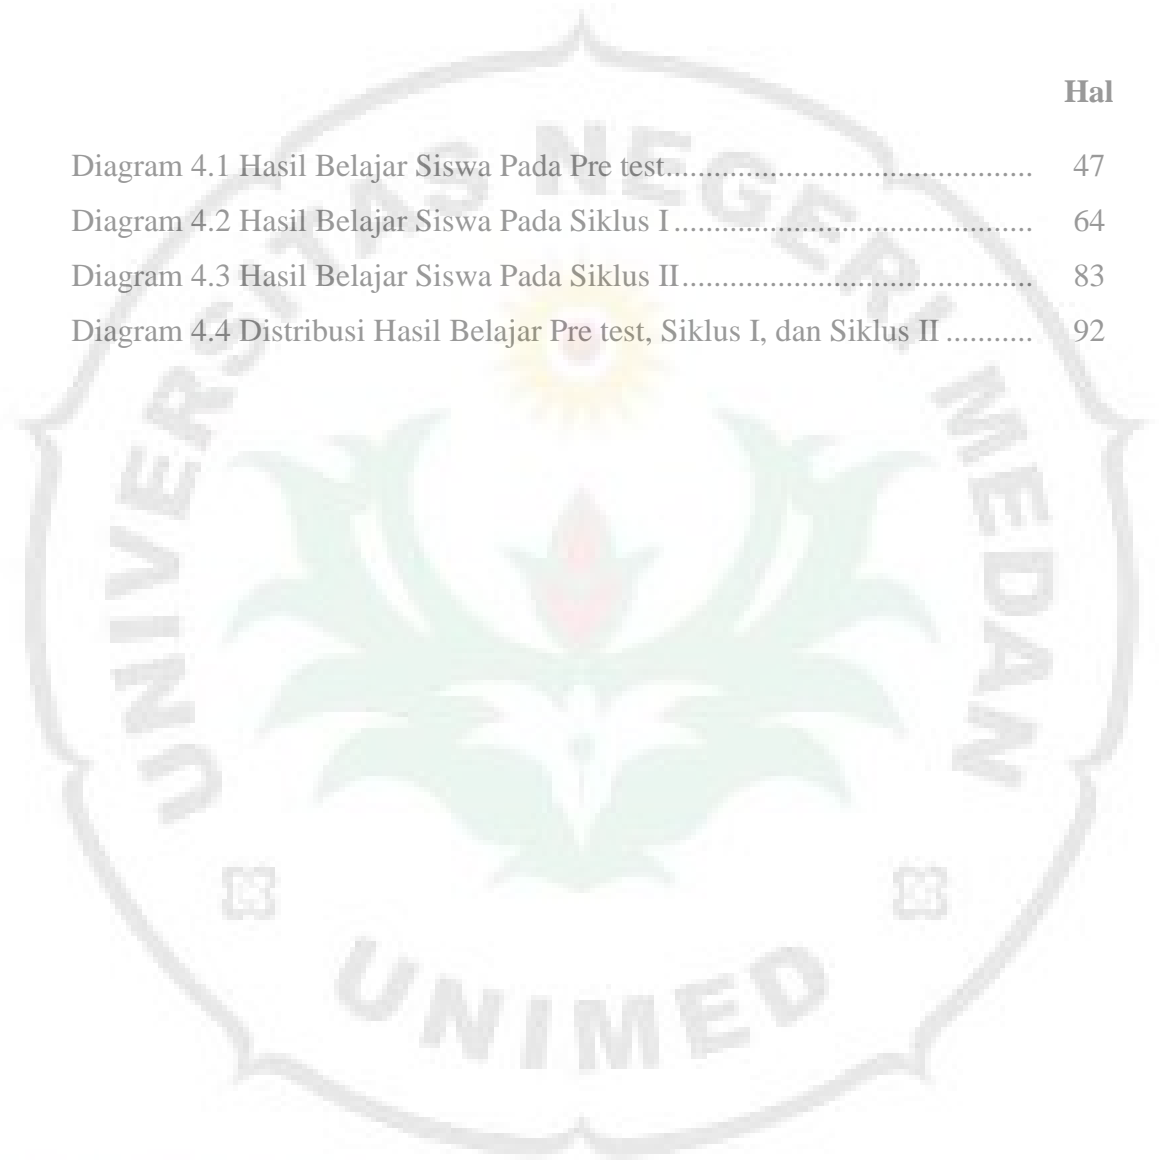 Hal
Diagram 4.1 Hasil Belajar Siswa Pada Pre test............................................. 47
Diagram 4.2 Hasil Belajar Siswa Pada Siklus I............................................ 64
Diagram 4.3 Hasil Belajar Siswa Pada Siklus II........................................... 83
Diagram 4.4 Distribusi Hasil Belajar Pre test, Siklus I, dan Siklus II ........... 92
UNIVERSITAS NEGERI MEDAN
UNIMED